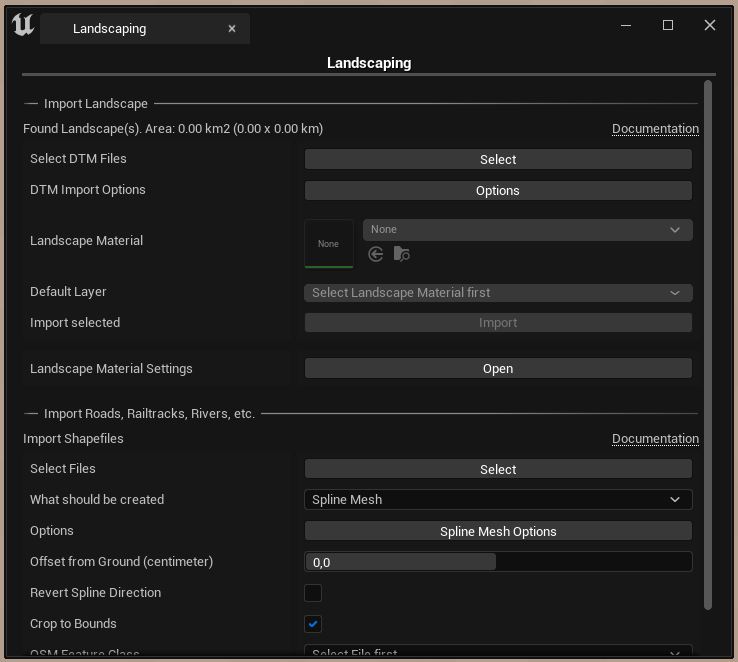 Landscaping
Landscaping
Import Landscape
Found Landscape(s). Area: 0.00 km2 (0.00 x 0.00 km) Documentation
Select DTM Files Select
DTM Import Options Options
Landscape Material None None
Default Layer Select Landscape Material first
Import selected Import
Landscape Material Settings Open
Import Roads, Railtracks, Rivers, etc.
Import Shapefiles Documentation
Select Files Select
What should be created Spline Mesh
Options Spline Mesh Options
Offset from Ground (centimeter) 0,0
Revert Spline Direction
Crop to Bounds
OSM Feature Class Select File first